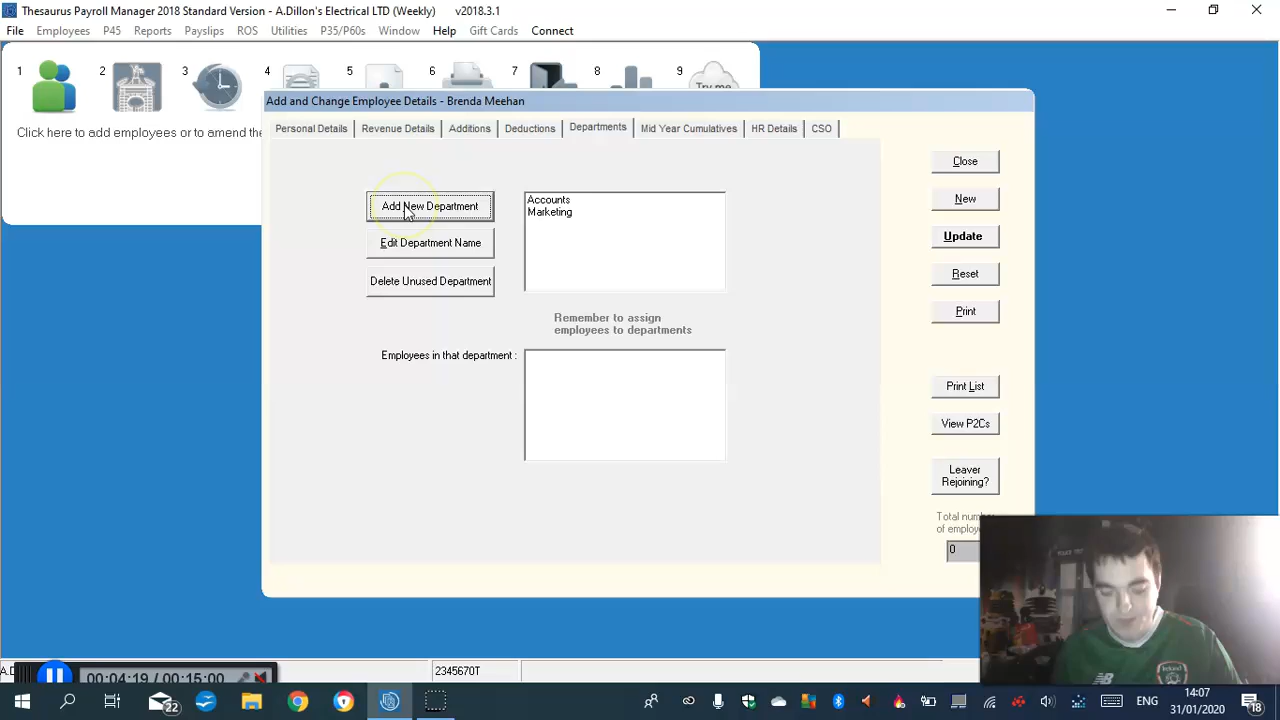 Thesaurus Payroll Manager 2018 Standard Version - A.Dillon's Electrical LTD (Weekly) v2018.3.1
File Employees P45 Reports Payslips ROS Utilities P35/P60s Window Help Gift Cards Connect
1 2 3 4 5 6 7 8 9
Try me
Click here to add employees or to amend the
Add and Change Employee Details - Brenda Meehan
Personal Details Revenue Details Additions Deductions Departments Mid Year Cumulatives HR Details CSO
Add New Department
Edit Department Name
Delete Unused Department
Accounts
Marketing
Remember to assign
employees to departments
Employees in that department :
Close
New
Update
Reset
Print
Print List
View P2Cs
Leaver
Rejoining?
Total
of
0
2345670T
00:04:19 / 00:15:00
22
ENG
14:07
31/01/2020
18